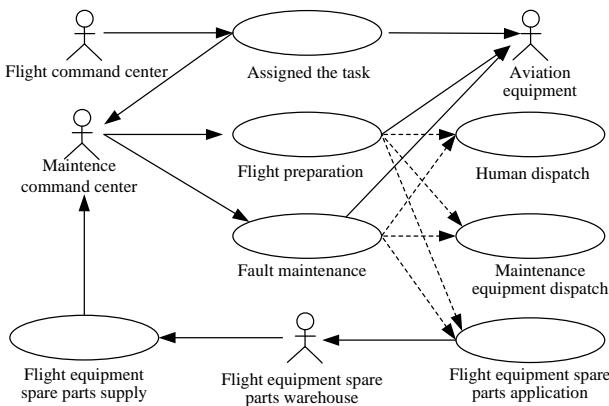 Flight command center
Assigned the task
Aviation
equipment
Maintence
command center
Flight preparation
Human dispatch
Fault maintenance
Maintenance
equipment dispatch
Flight equipment
spare parts supply
Flight equipment spare
parts warehouse
Flight equipment spare
parts application